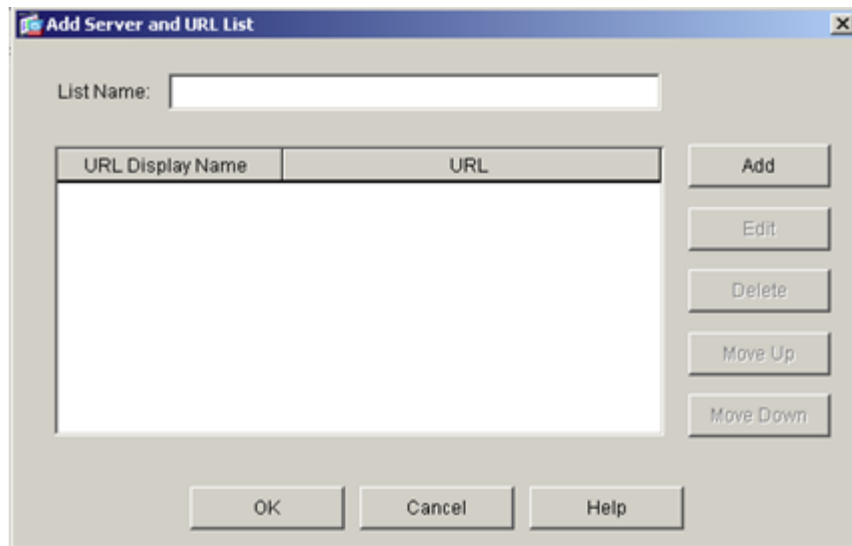 Add Server and URL List
List Name:
URL Display Name URL
Add
Edit
Delete
Move Up
Move Down
OK Cancel Help